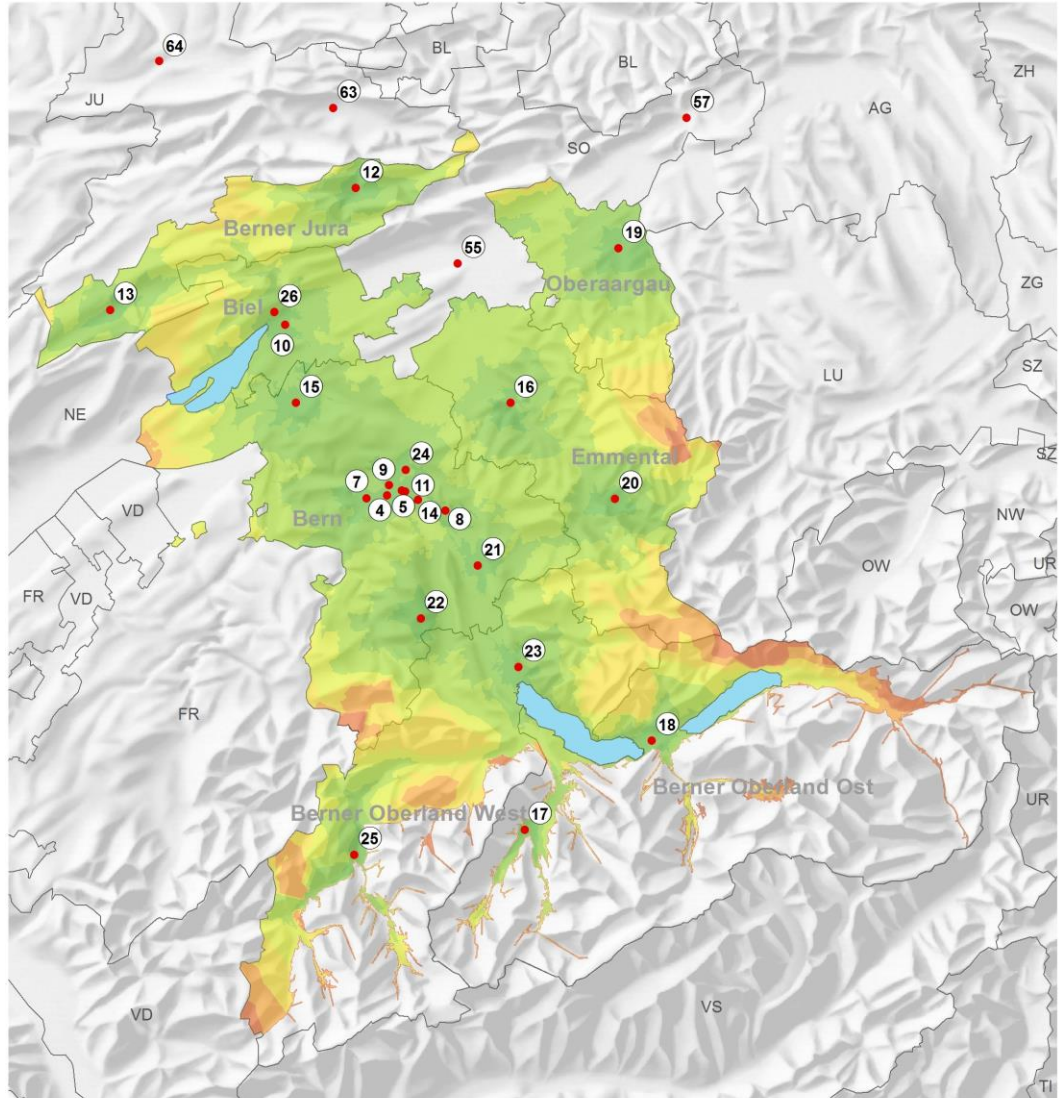 64
BL
BL
ZH
JU
63
57
AG
SO
12
19
Berner Jura
55
Oberaargau
ZG
13
26
Biel
10
SZ
LU
15
16
NE
24
SZ
9
Emmental
7
11
VD
4
5
20
Bern
14
8
NW
21
OW
UR
FR
VD
22
OW
23
FR
18
Berner Oberland Ost
UR
Berner Oberland West
17
25
VS
VD
TI